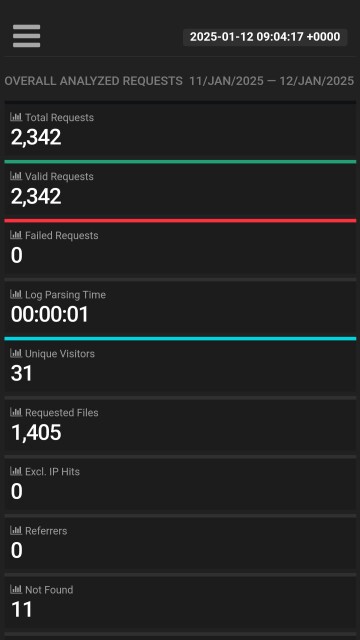 2025-01-12 09:04:17 +0000
OVERALL ANALYZED REQUESTS 11/JAN/2025 — 12/JAN/2025
Total Requests
2,342
Valid Requests
2,342
Failed Requests
0
Log Parsing Time
00:00:01
Unique Visitors
31
Requested Files
1,405
Excl. IP Hits
0
Referrers
0
Not Found
11